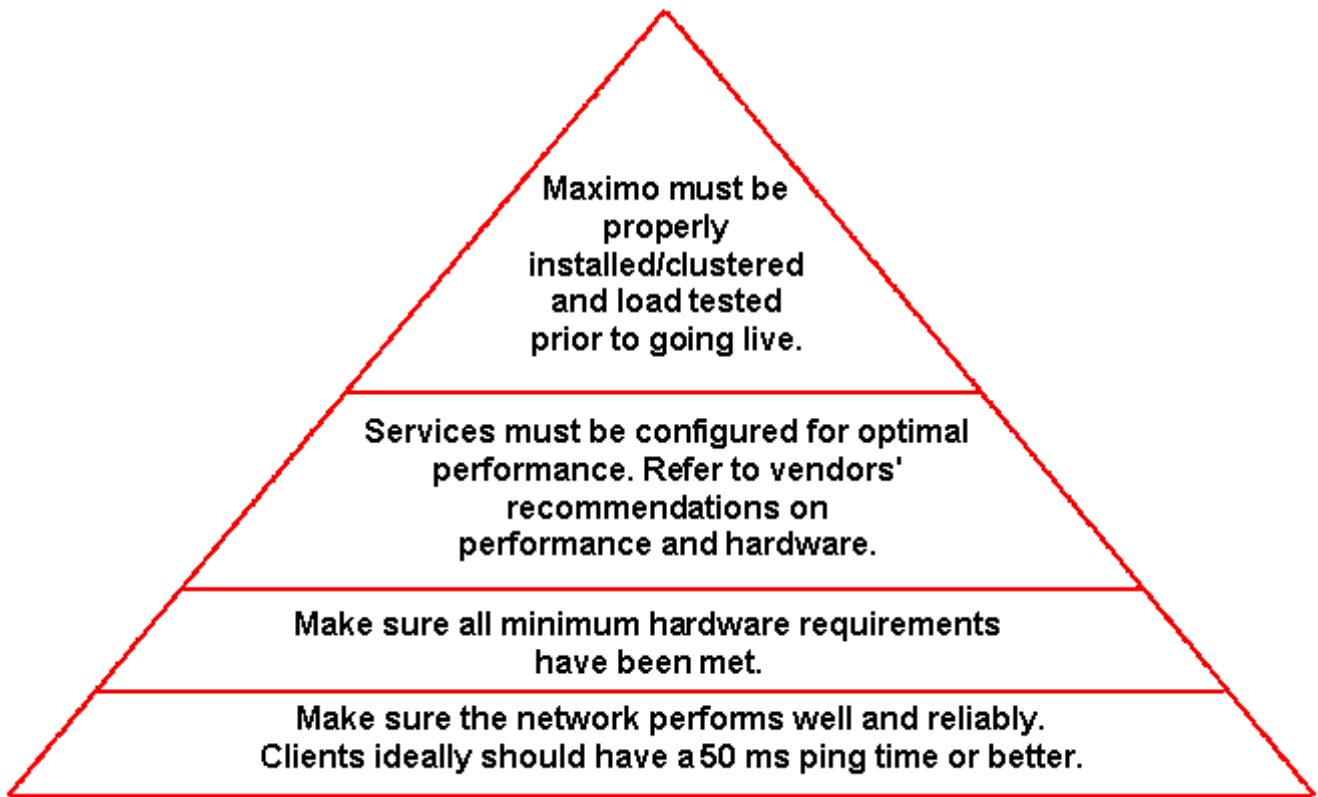 Maximo must be
properly
installed/clustered
and load tested
prior to going live.
Services must be configured for optimal
performance. Refer to vendors'
recommendations on
performance and hardware.
Make sure all minimum hardware requirements
have been met.
Make sure the network performs well and reliably.
Clients ideally should have a 50 ms ping time or better.